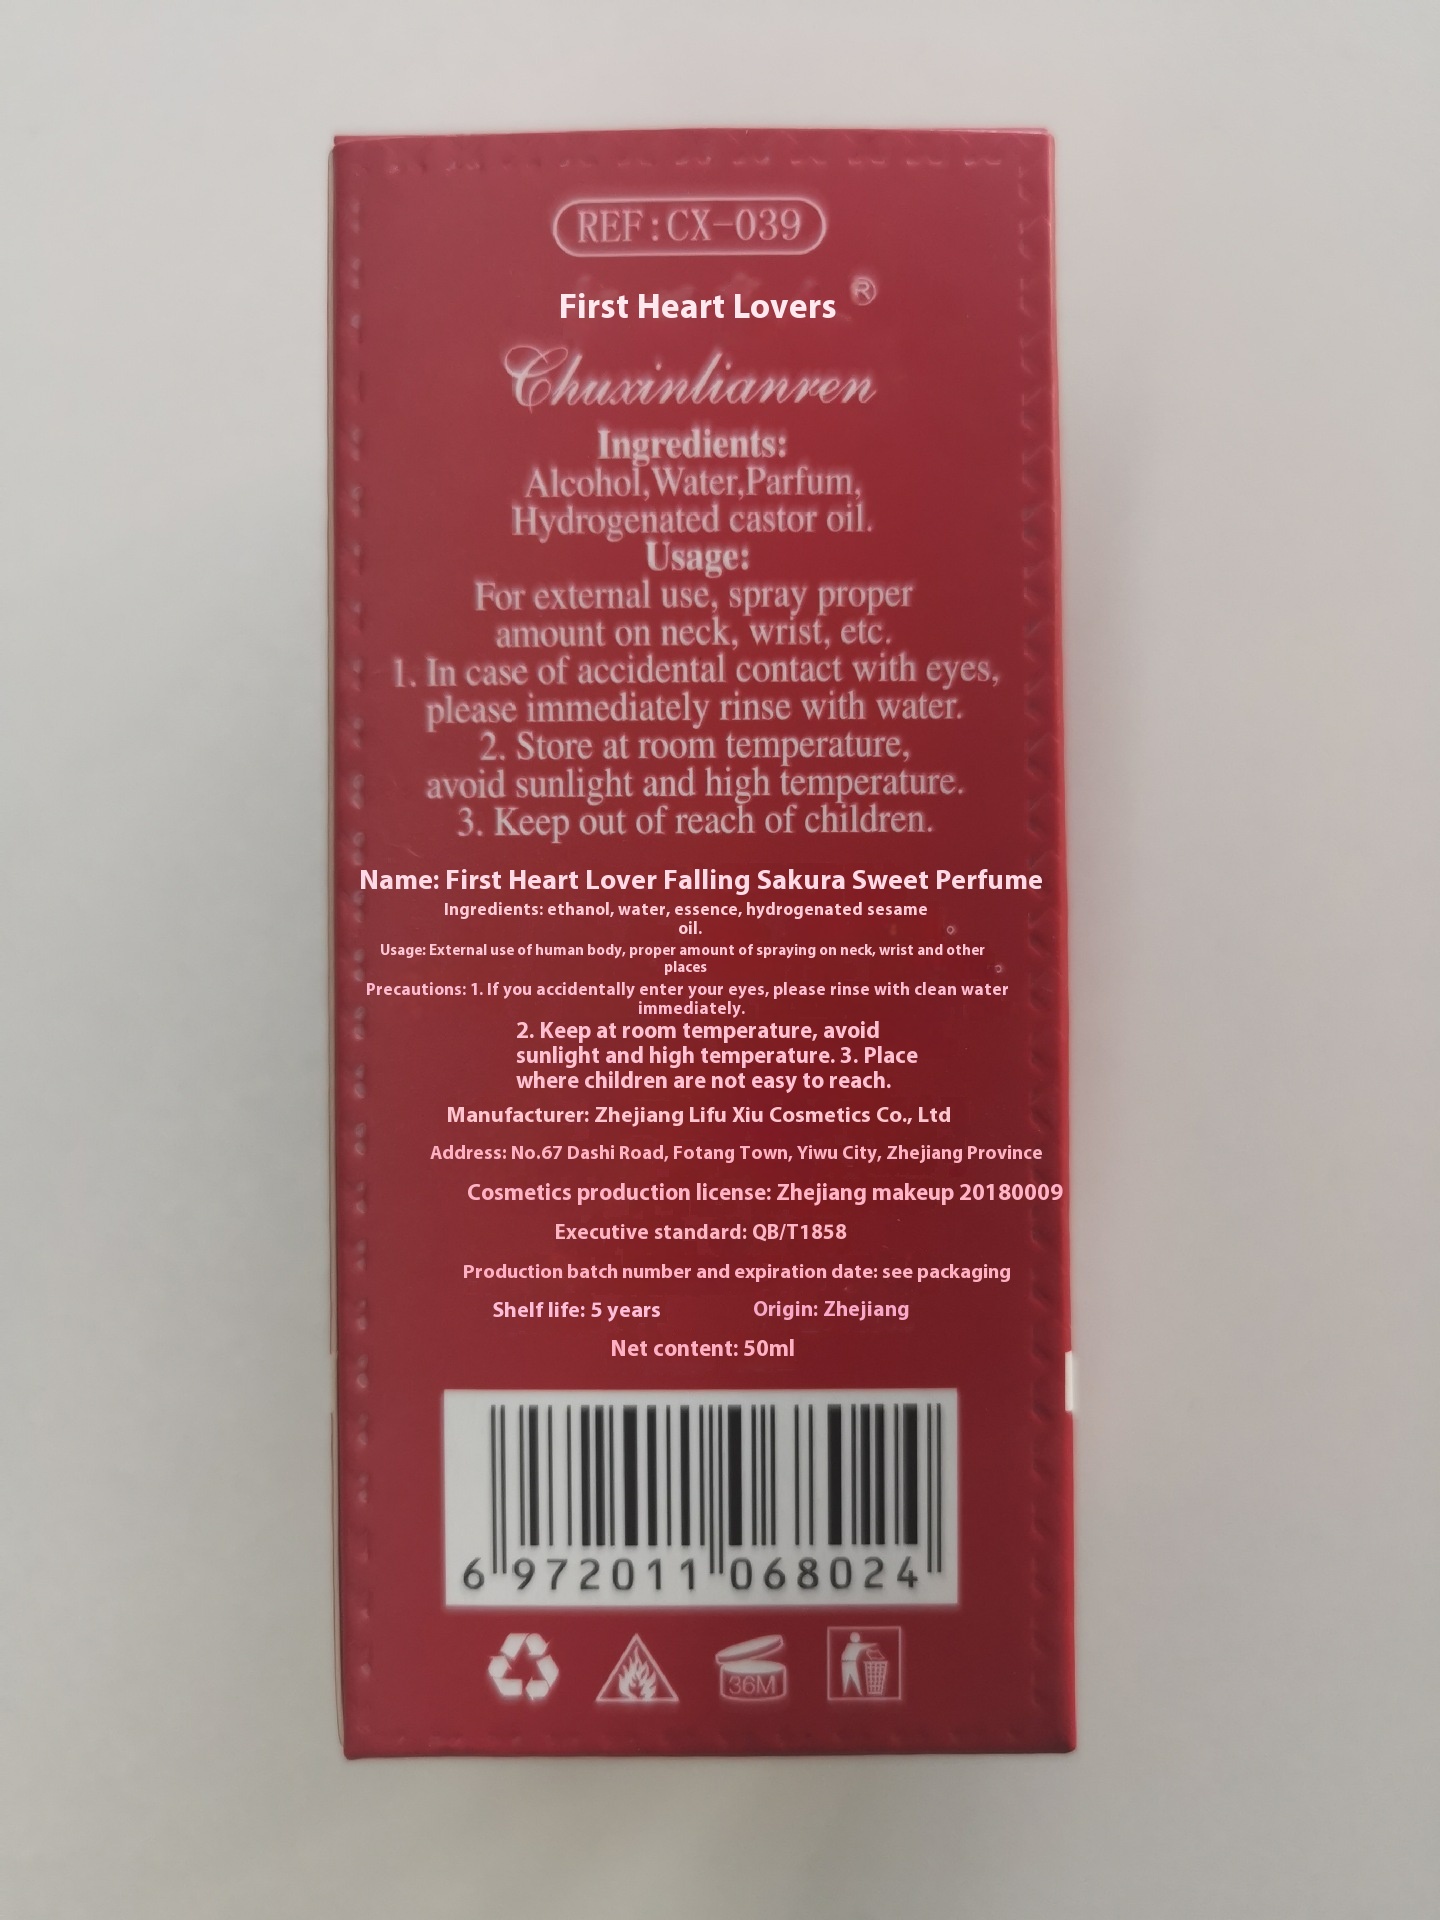 REF:CX-039
First Heart Lovers ®
Chuxinlianren
Ingredients:
Alcohol,Water,Parfum,
Hydrogenated castor oil.
Usage:
For external use, spray proper
amount on neck, wrist, etc.
1. In case of accidental contact with eyes,
please immediately rinse with water.
2. Store at room temperature,
avoid sunlight and high temperature.
3. Keep out of reach of children.
Name: First Heart Lover Falling Sakura Sweet Perfume
Ingredients: ethanol, water, essence, hydrogenated sesame
oil.
Usage: External use of human body, proper amount of spraying on neck, wrist and other
places
Precautions: 1. If you accidentally enter your eyes, please rinse with clean water
immediately.
2. Keep at room temperature, avoid
sunlight and high temperature. 3. Place
where children are not easy to reach.
Manufacturer: Zhejiang Lifu Xiu Cosmetics Co., Ltd
Address: No.67 Dashi Road, Fotang Town, Yiwu City, Zhejiang Province
Cosmetics production license: Zhejiang makeup 20180009
Executive standard: QB/T1858
Production batch number and expiration date: see packaging
Shelf life: 5 years Origin: Zhejiang
Net content: 50ml
6 972011 068024
36M